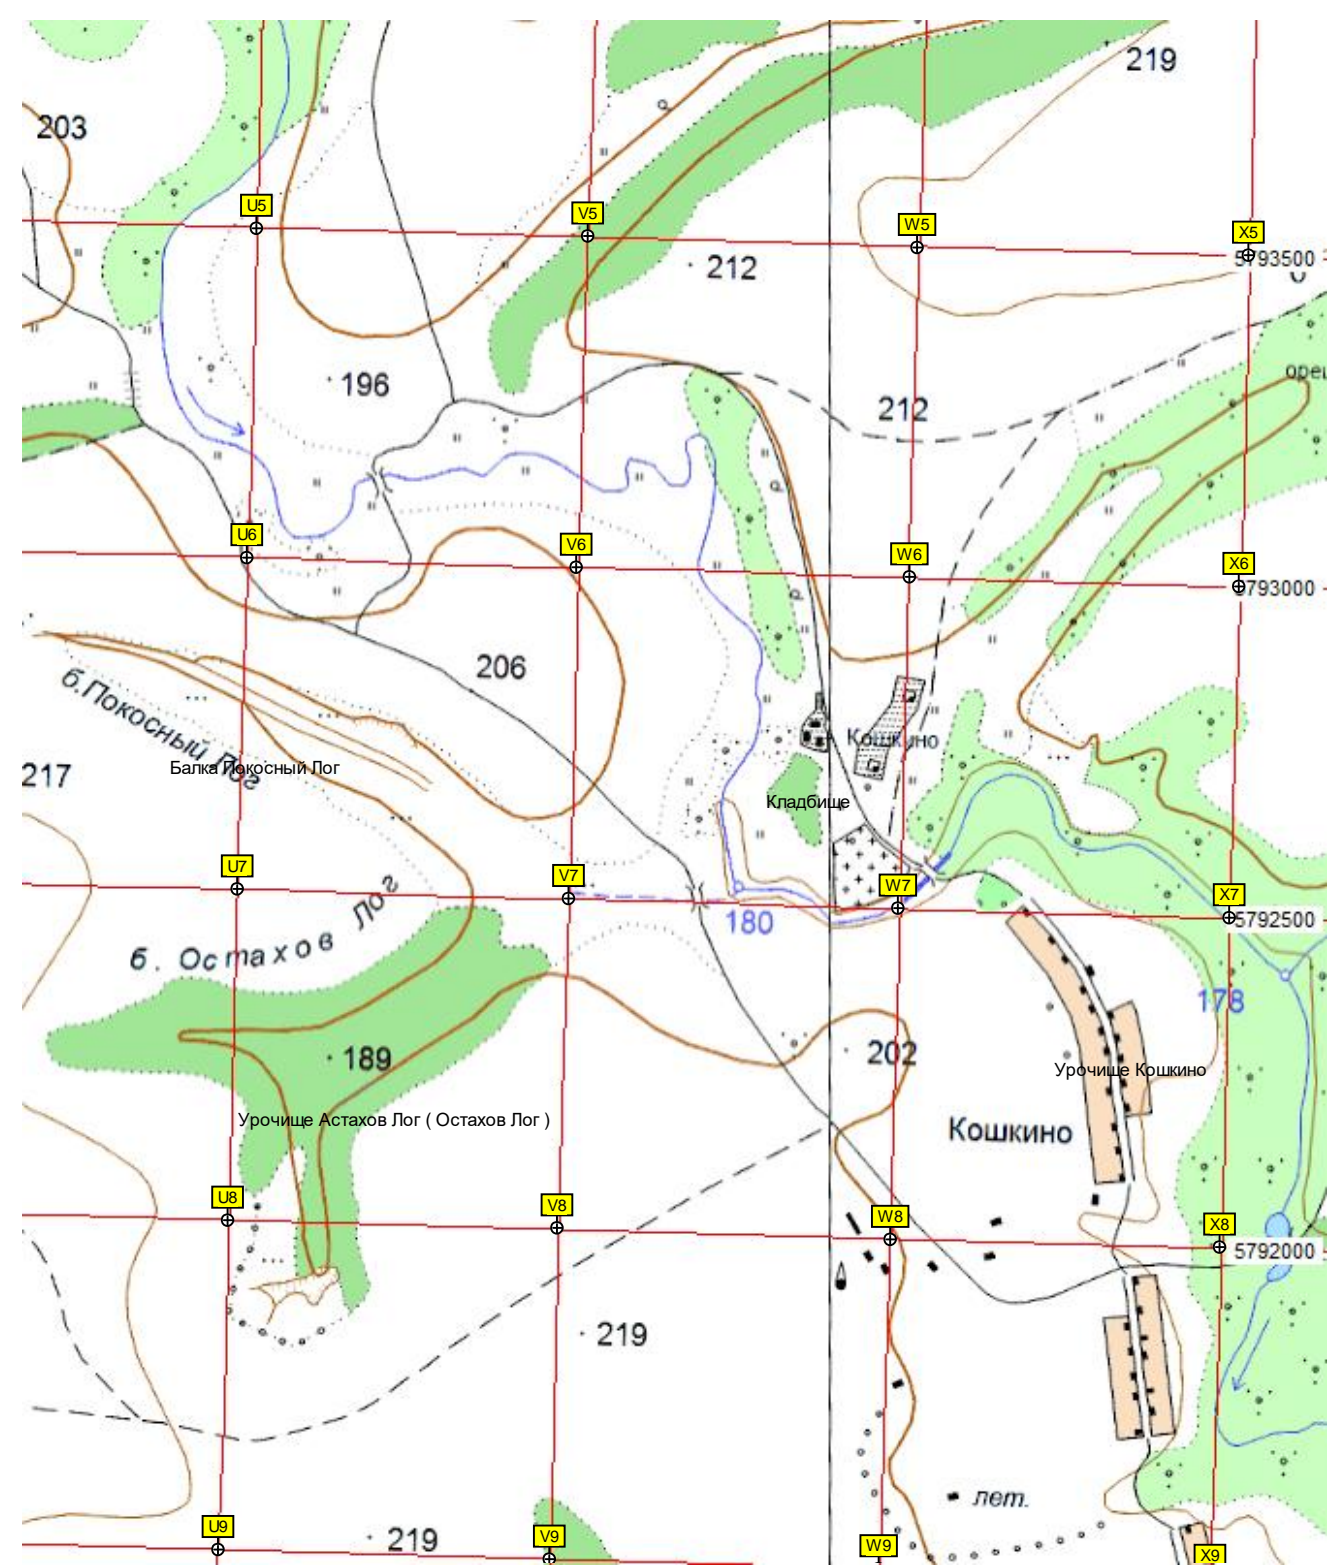 219
203
U5
V5
W5
X5
212
5793500
196
орец
212
U6
V6
W6
X6
5793000
206
б.Покосный Лог
Кошкино
217
Балка Покосный Лог
Кладбище
U7
V7
W7
X7
180
5792500
б. Остахов Лог
178
189
202
Урочище Кошкино
Урочище Астахов Лог ( Остахов Лог )
Кошкино
U8
V8
W8
X8
5792000
219
лет.
U9
V9
W9
X9
219